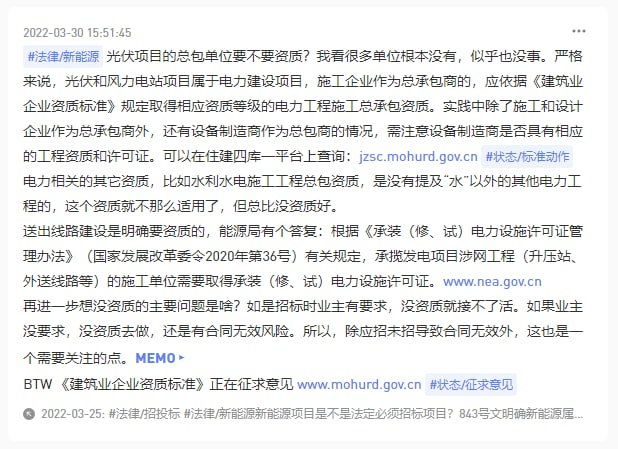 2022-03-30 15:51:45
#法律/新能源 光伏项目的总包单位要不要资质？我看很多单位根本没有，似乎也没事。严格
来说，光伏和风力电站项目属于电力建设项目，施工企业作为总承包商的，应依据《建筑业
企业资质标准》规定取得相应资质等级的电力工程施工总承包资质。实践中除了施工和设计
企业作为总承包商外，还有设备制造商作为总包商的情况，需注意设备制造商是否具有相应
的工程资质和许可证。可以在住建四库一平台上查询：jzsc.mohurd.gov.cn #状态/标准动作
电力相关的其它资质，比如水利水电施工工程总包资质，是没有提及“水”以外的其他电力工
程的，这个资质就不那么适用了，但总比没资质好。
送出线路建设是明确要资质的，能源局有个答复：根据《承装（修、试）电力设施许可证管
理办法》（国家发展改革委令2020年第36号）有关规定，承揽发电项目涉网工程（升压站、
外送线路等）的施工单位需要取得承装（修、试）电力设施许可证。www.nea.gov.cn
再进一步想没资质的主要问题是啥？如是招标时业主有要求，没资质就接不了活。如果业主
没要求，没资质去做，还是有合同无效风险。所以，除应招未招导致合同无效外，这也是一
个需要关注的点。MEMO
BTW 《建筑业企业资质标准》正在征求意见 www.mohurd.gov.cn #状态/征求意见
2022-03-25: #法律/招投标 #法律/新能源新能源项目是不是法定必须招标项目？843号文明确新能源属...